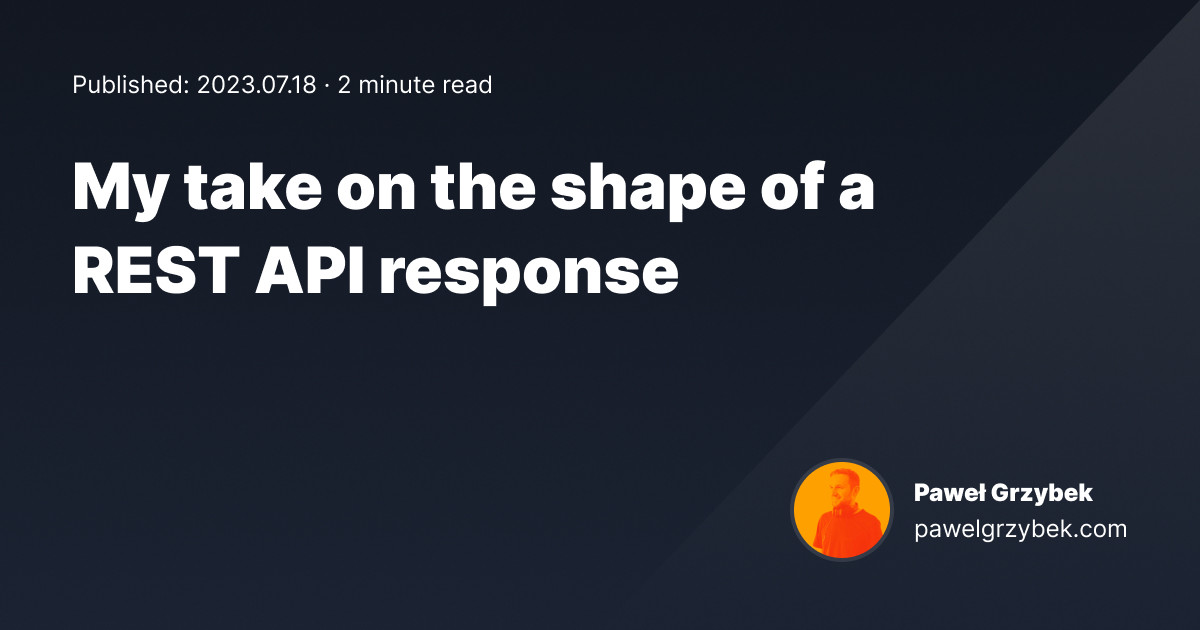 Published: 2023.07.18 · 2 minute read
My take on the shape of a
REST API response
Paweł Grzybek
pawelgrzybek.com